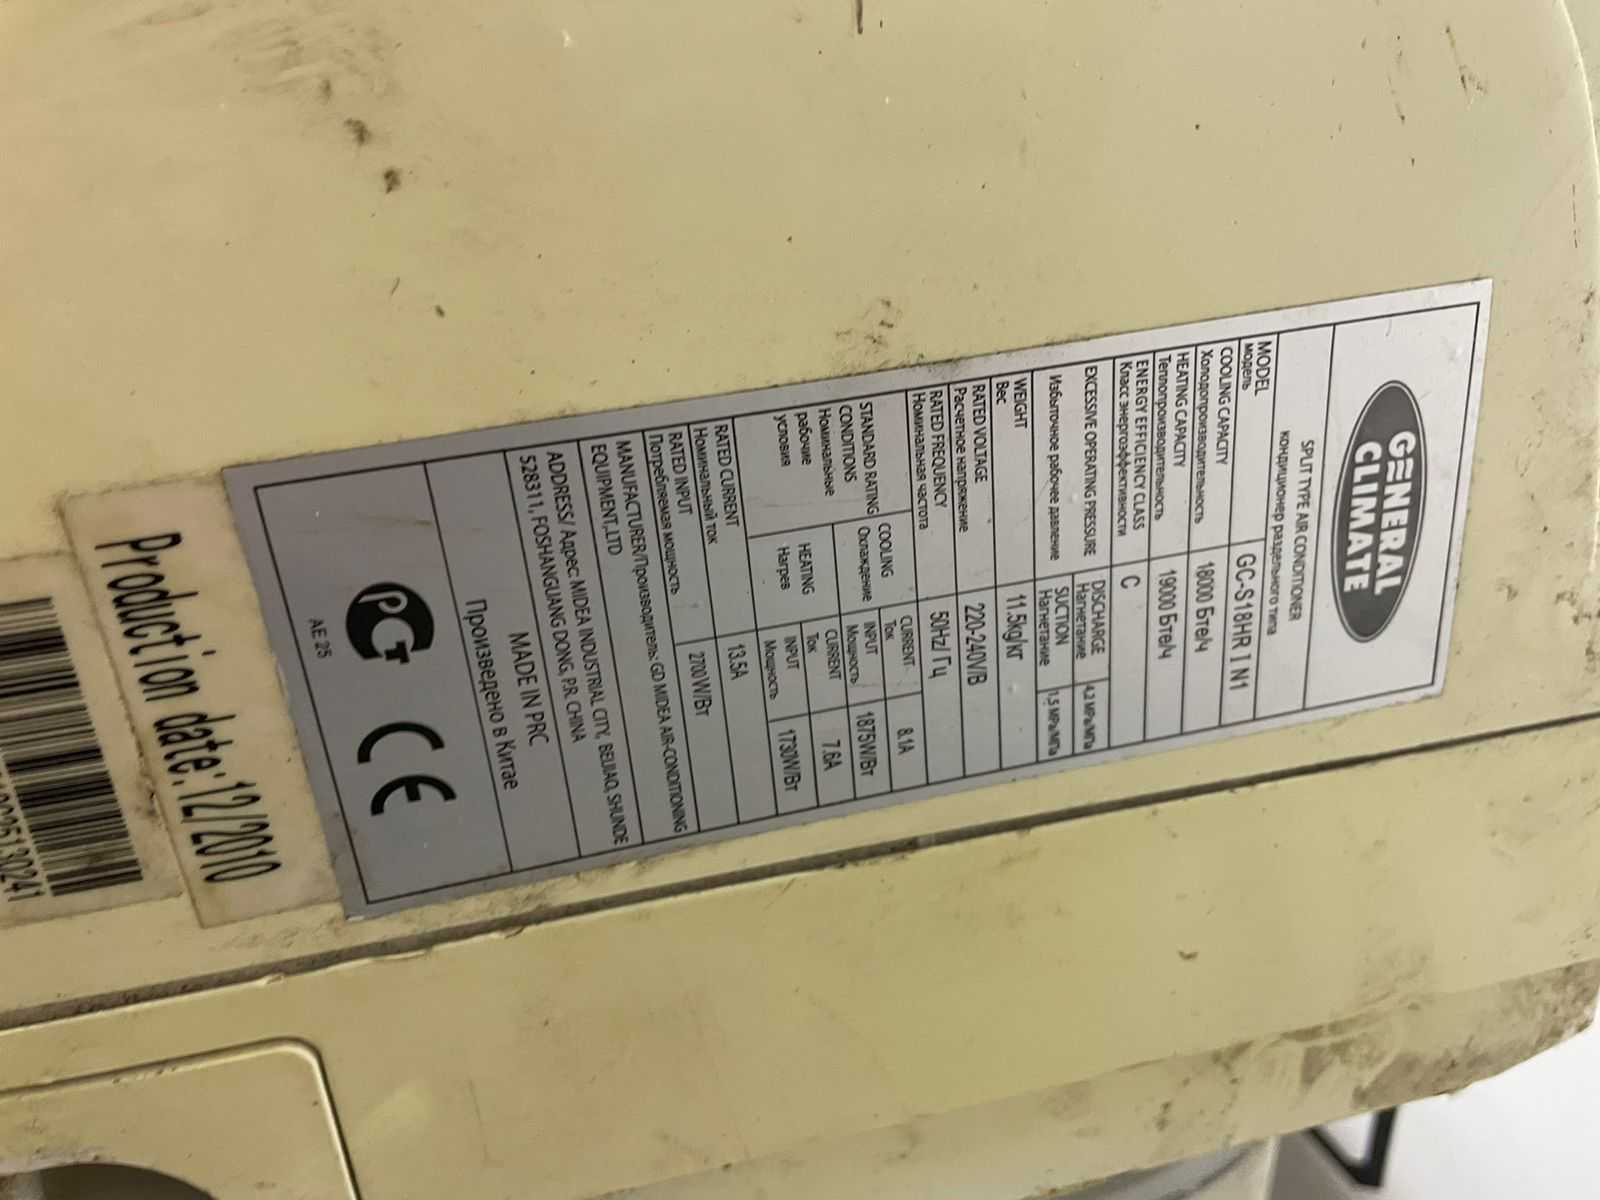 GENERAL
CLIMATE
SPLIT TYPE AIR CONDITIONER
кондиционер раздельного типа
MODEL
модель
GC-S18HR I N1
COOLING CAPACITY
Холодопроизводительность
18000 Бте/ч
HEATING CAPACITY
Теплопроизводительность
19000 Бте/ч
ENERGY EFFICIENCY CLASS
Класс энергоэффективности
C
EXCESSIVE OPERATING PRESSURE
Избыточное рабочее давление
DISCHARGE
Нагнетание
4,2 MPa/МПа
SUCTION
Нагнетание
1,5 MPa/МПа
WEIGHT
Вес
11.5kg/кг
RATED VOLTAGE
Расчетное напряжение
220-240V/В
RATED FREQUENCY
Номинальная частота
50Hz/Гц
STANDARD RATING
CONDITIONS
Номинальные
рабочие
условия
COOLING
Охлаждение
CURRENT
Ток
8.1A
INPUT
Мощность
1875W/Вт
HEATING
Нагрев
CURRENT
Ток
7.6A
INPUT
Мощность
1730W/Вт
RATED CURRENT
Номинальный ток
13.5A
RATED INPUT
Потребляемая мощность
2700W/Вт
MANUFACTURER/Производитель: GD MIDEA AIR-CONDITIONING
EQUIPMENT,LTD
ADDRESS/ Адрес: MIDEA INDUSTRIAL CITY, BEIJIAO, SHUNDE
528311, FOSHANGUANG DONG, P.R. CHINA
MADE IN PRC
Произведено в Китае
РСТ CE
АЕ 25
Production date: 12/2010